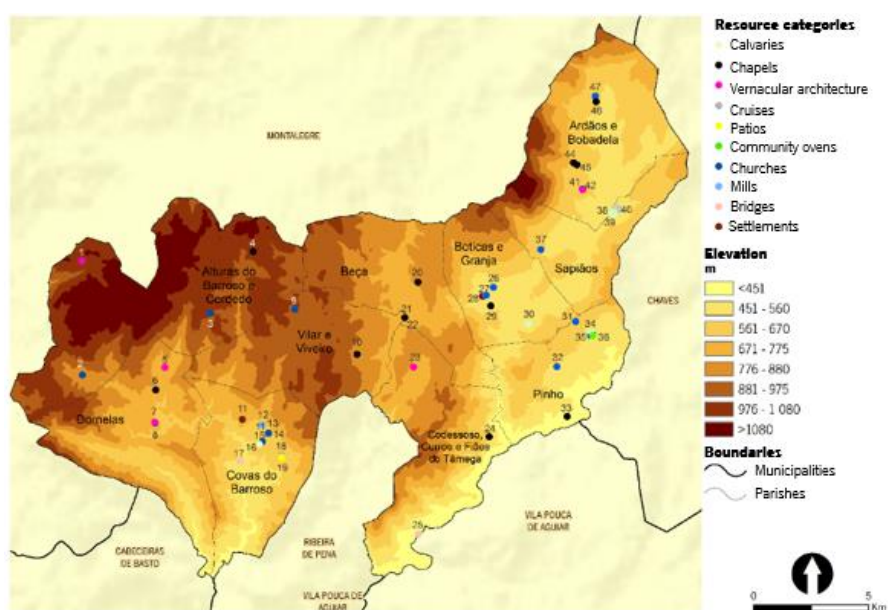 Resource categories
Calvaries
Chapels
Vernacular architecture
Cruises
Patios
Community ovens
Churches
Mills
Bridges
Settlements
Elevation
m
<451
451 - 560
561 - 670
671 - 775
776 - 880
881 - 975
976 - 1 080
>1080
Boundaries
Municipalities
Parishes
0 5
Km
MONTALEGRE
47
46
Ardãos e
Bobadela
44
45
41 42
38 40
39
37
4
Alturas do
Barroso e
Cerdedo
Beça
20
Boticas e
Granja
26
27
28
29
Sapiãos
CHAVES
3
21
22
30
31
34
35 36
Vilar e
Viveiro
10
32
Pinho
33
5
6
7
8
Dornelas
11
12
13
14
15
16
17
18
19
Covas do
Barroso
24
Codessoso,
Curros e Fiães
do Tâmega
VILA POUCA
DE AGUIAR
CABECEIRAS
DE BASTO
RIBEIRA
DE PENA
VILA POUCA DE
AGUIAR